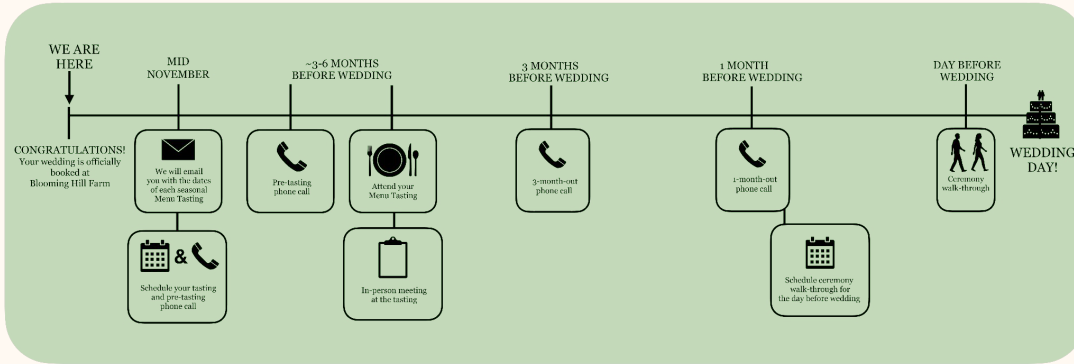 WE ARE
HERE
CONGRATULATIONS!
Your wedding is officially
booked at
Blooming Hill Farm
MID
NOVEMBER
We will email
you with the dates
of each seasonal
Menu Tasting
&
Schedule your tasting
and pre-tasting
phone call
~3-6 MONTHS
BEFORE WEDDING
Pre-tasting
phone call
Attend your
Menu Tasting
In-person meeting
at the tasting
3 MONTHS
BEFORE WEDDING
3-month-out
phone call
1 MONTH
BEFORE WEDDING
1-month-out
phone call
Schedule ceremony
walk-through for
the day before wedding
DAY BEFORE
WEDDING
Ceremony
walk-through
WEDDING
DAY!